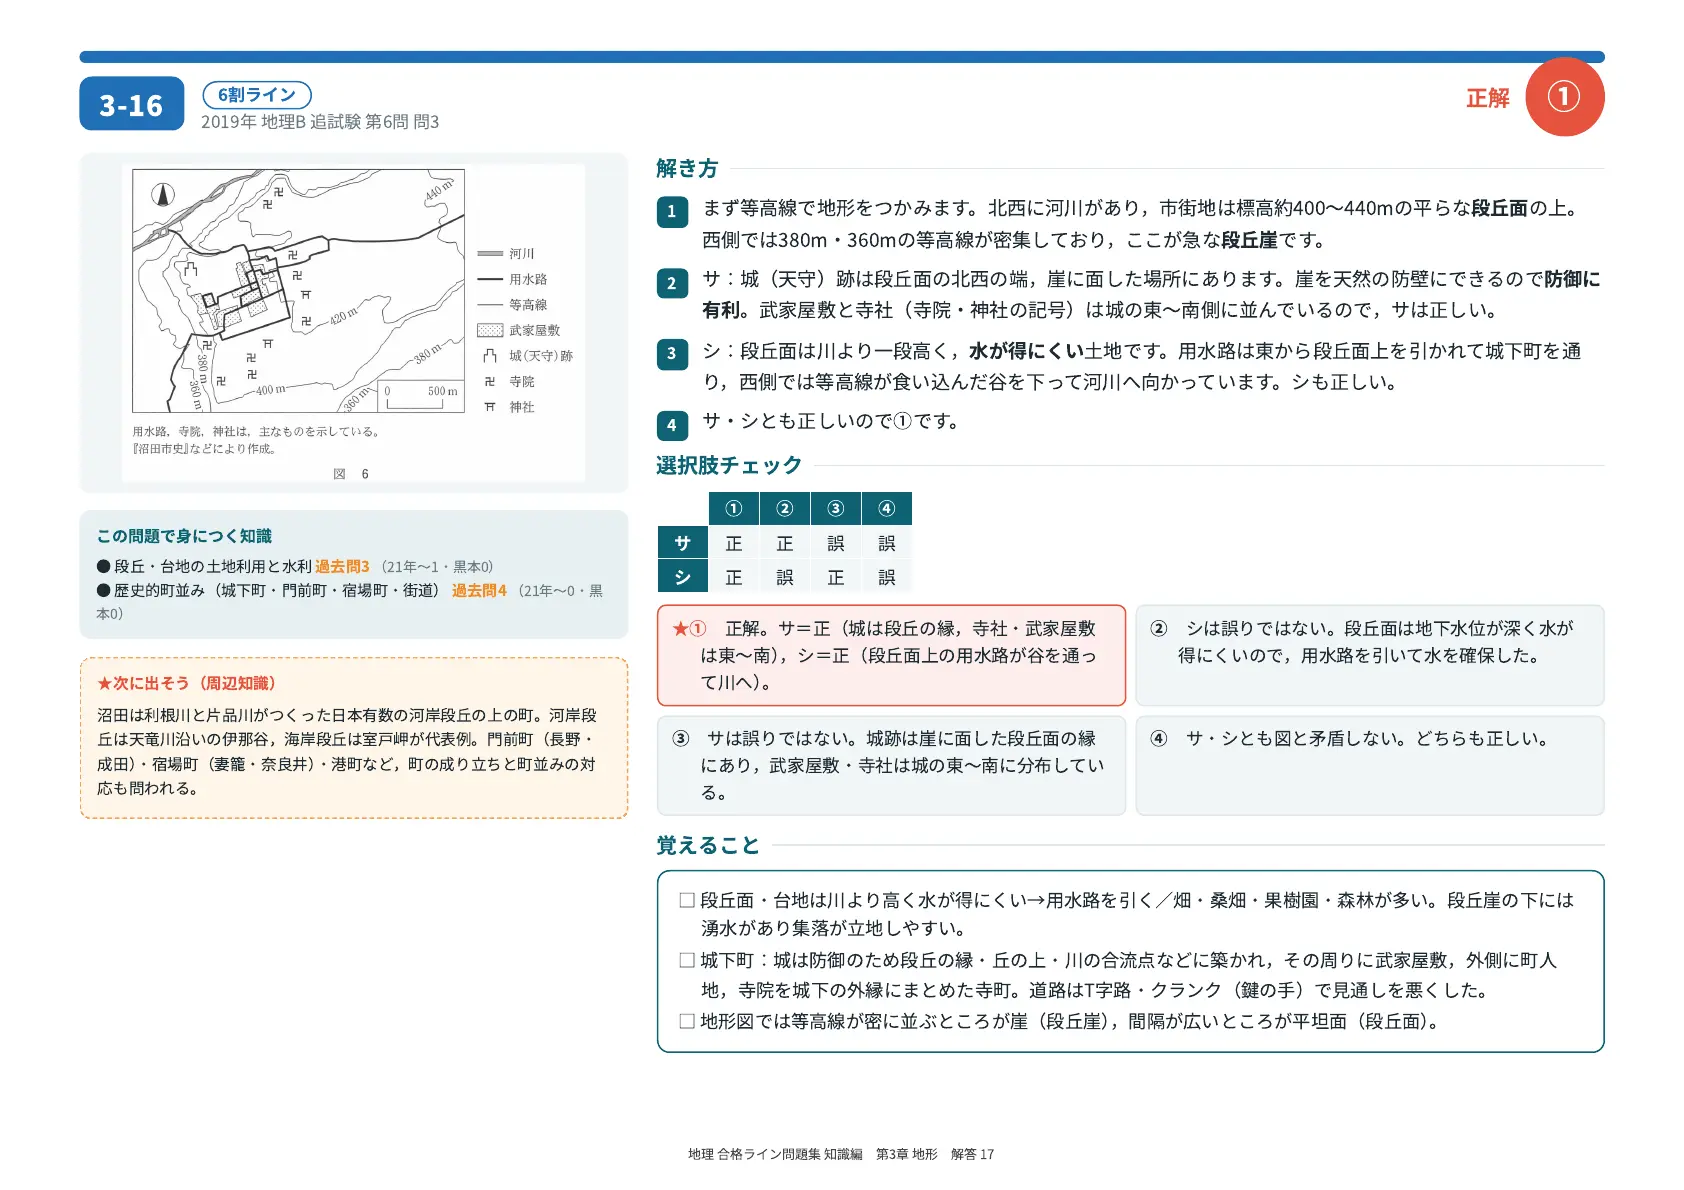 3-16
6割ライン
2019年 地理B 追試験 第6問 問3
正解 ①
440 m
420 m
380 m
380 m
360 m
400 m
360 m
0 500 m
河川
用水路
等高線
武家屋敷
城(天守)跡
寺院
神社
用水路，寺院，神社は，主なものを示している。
『沼田市史』などにより作成。
図 6
この問題で身につく知識
● 段丘・台地の土地利用と水利 過去問3 （21年〜1・黒本0）
● 歴史的町並み（城下町・門前町・宿場町・街道） 過去問4 （21年〜0・黒
本0）
★次に出そう（周辺知識）
沼田は利根川と片品川がつくった日本有数の河岸段丘の上の町。河岸段
丘は天竜川沿いの伊那谷，海岸段丘は室戸岬が代表例。門前町（長野・
成田）・宿場町（妻籠・奈良井）・港町など，町の成り立ちと町並みの対
応も問われる。
解き方
1 まず等高線で地形をつかみます。北西に河川があり，市街地は標高約400〜440mの平らな段丘面の上。
西側では380m・360mの等高線が密集しており，ここが急な段丘崖です。
2 サ：城（天守）跡は段丘面の北西の端，崖に面した場所にあります。崖を天然の防壁にできるので防御に
有利。武家屋敷と寺社（寺院・神社の記号）は城の東〜南側に並んでいるので，サは正しい。
3 シ：段丘面は川より一段高く，水が得にくい土地です。用水路は東から段丘面上を引かれて城下町を通
り，西側では等高線が食い込んだ谷を下って河川へ向かっています。シも正しい。
4 サ・シとも正しいので①です。
選択肢チェック
① ② ③ ④
サ 正 正 誤 誤
シ 正 誤 正 誤
★① 正解。サ＝正（城は段丘の縁，寺社・武家屋敷
は東〜南），シ＝正（段丘面上の用水路が谷を通っ
て川へ）。
② シは誤りではない。段丘面は地下水位が深く水が
得にくいので，用水路を引いて水を確保した。
③ サは誤りではない。城跡は崖に面した段丘面の縁
にあり，武家屋敷・寺社は城の東〜南に分布してい
る。
④ サ・シとも図と矛盾しない。どちらも正しい。
覚えること
□ 段丘面・台地は川より高く水が得にくい→用水路を引く／畑・桑畑・果樹園・森林が多い。段丘崖の下には
湧水があり集落が立地しやすい。
□ 城下町：城は防御のため段丘の縁・丘の上・川の合流点などに築かれ，その周りに武家屋敷，外側に町人
地，寺院を城下の外縁にまとめた寺町。道路はT字路・クランク（鍵の手）で見通しを悪くした。
□ 地形図では等高線が密に並ぶところが崖（段丘崖），間隔が広いところが平坦面（段丘面）。
地理 合格ライン問題集 知識編 第3章 地形 解答 17